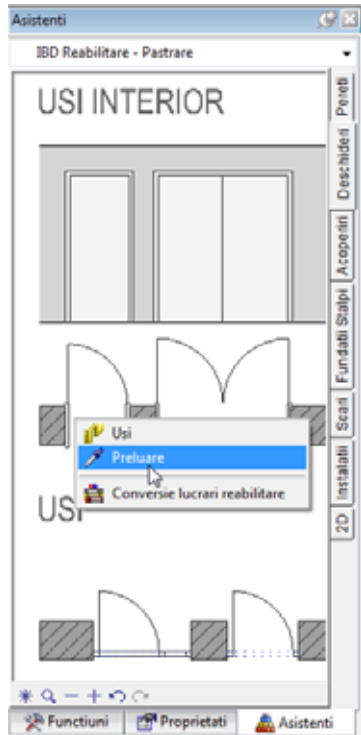 Asistenti
IBD Reabilitare - Pastrare
USI INTERIOR
Pereti
Deschideri
Acoperiri
Fundatii Stalpi
Scari
Instalatii
2D
Usi
Preluare
Conversie lucrari reabilitare
USI
Functiuni
Proprietati
Asistenti